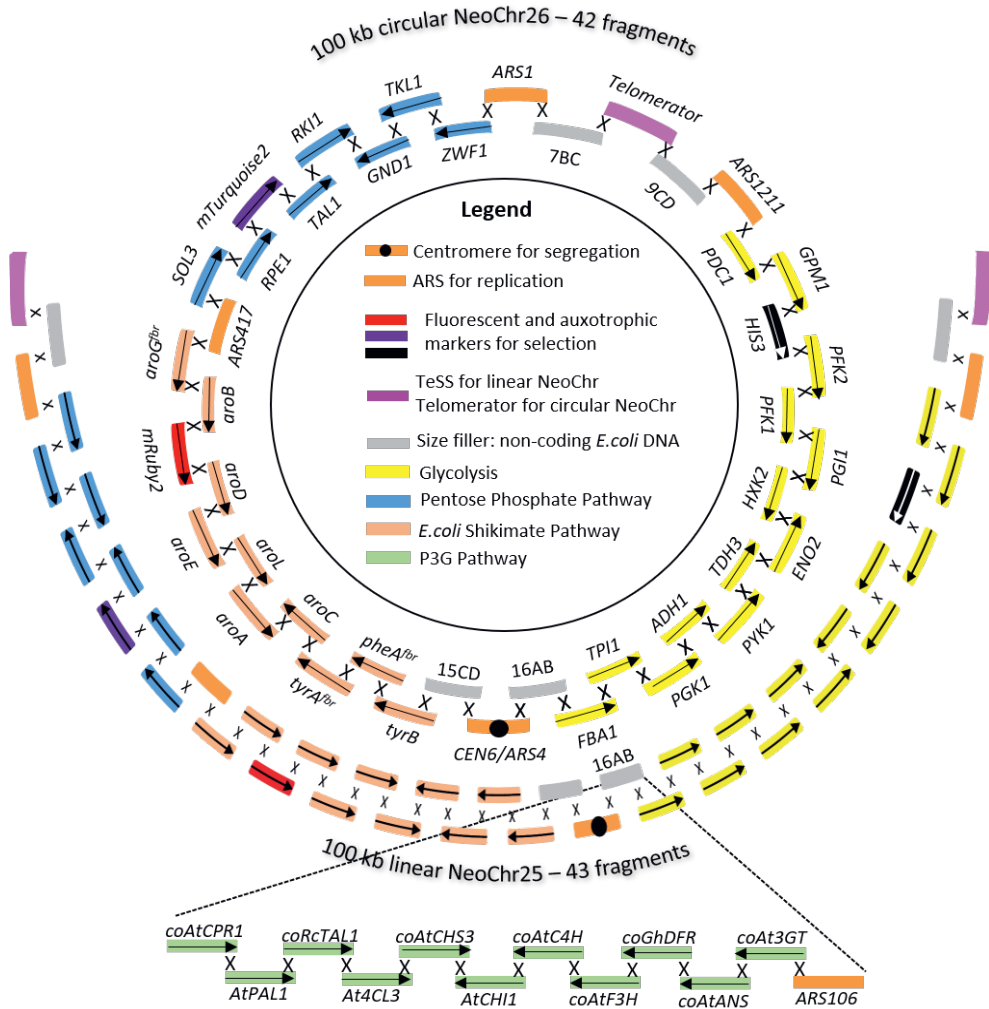 100 kb circular NeoChr26 – 42 fragments
ARS1
7BC
Telomerator
9CD
ARS1211
PDC1
GPM1
HIS3
PFK2
PFK1
PGI1
HXK2
ENO2
TDH3
PYK1
ADH1
PGK1
TPI1
FBA1
16AB
CEN6/ARS4
15CD
tyrB
pheAfbr
tyrAfbr
aroC
aroA
aroL
aroE
aroD
mRuby2
aroB
aroGfbr
ARS417
SOL3
RPE1
mTurquoise2
TAL1
RKI1
GND1
TKL1
ZWF1
Legend
Centromere for segregation
ARS for replication
Fluorescent and auxotrophic
markers for selection
TeSS for linear NeoChr
Telomerator for circular NeoChr
Size filler: non-coding E.coli DNA
Glycolysis
Pentose Phosphate Pathway
E.coli Shikimate Pathway
P3G Pathway
16AB
100 kb linear NeoChr25 – 43 fragments
coAtCPR1
coRcTAL1
coAtCHS3
coAtC4H
coGhDFR
coAt3GT
AtPAL1
At4CL3
AtCHI1
coAtF3H
coAtANS
ARS106